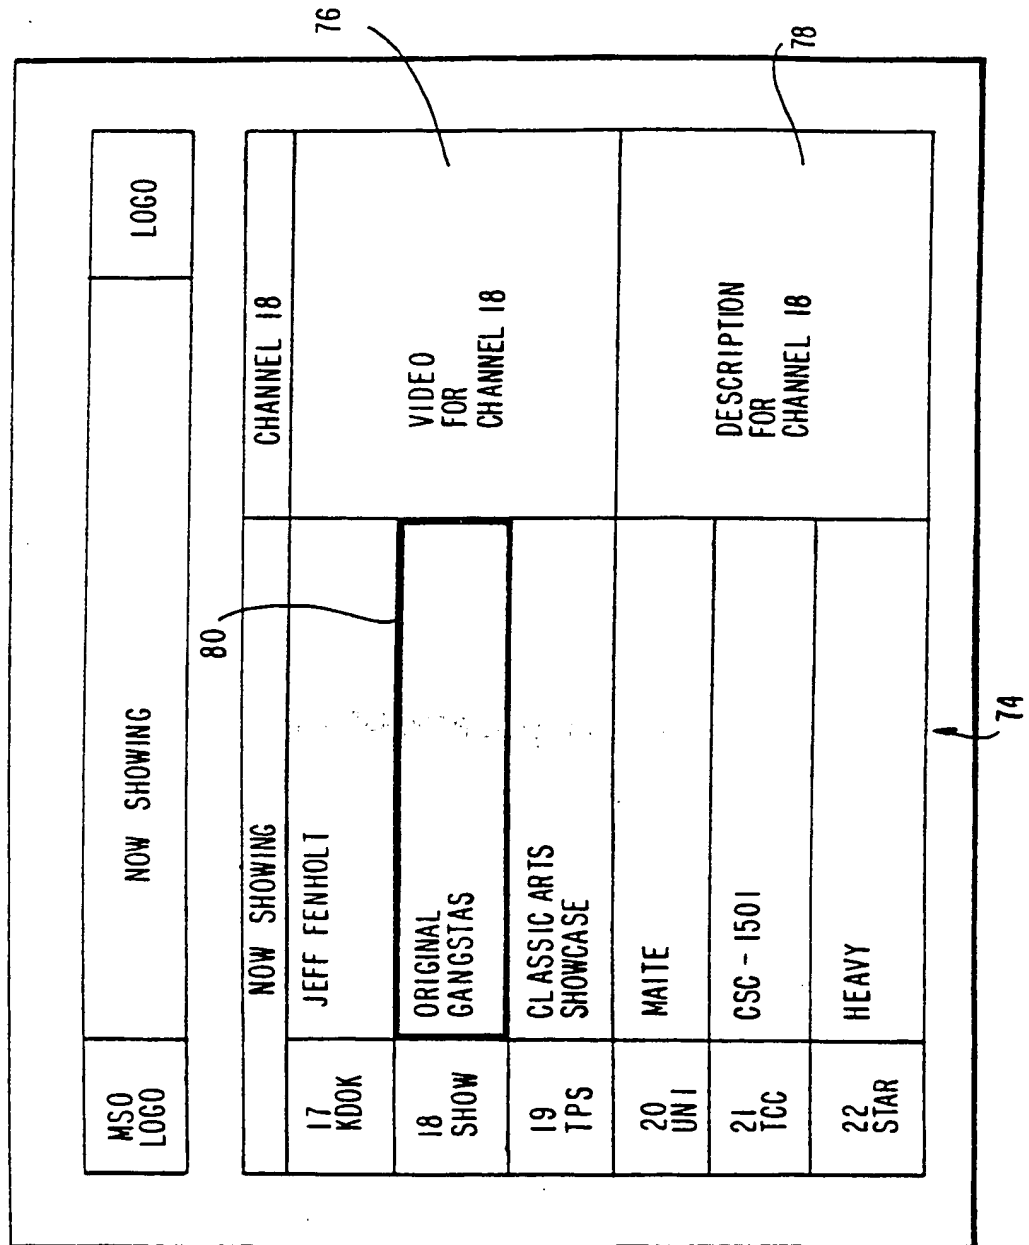 MSO
LOGO
NOW SHOWING
LOGO
NOW SHOWING
CHANNEL 18
17
KDOK
JEFF FENHOLT
18
SHOW
ORIGINAL
GANGSTAS
19
TPS
CLASSIC ARTS
SHOWCASE
20
UNI
MAITE
21
TCC
CSC - 1501
22
STAR
HEAVY
VIDEO
FOR
CHANNEL 18
DESCRIPTION
FOR
CHANNEL 18
80
76
78
74